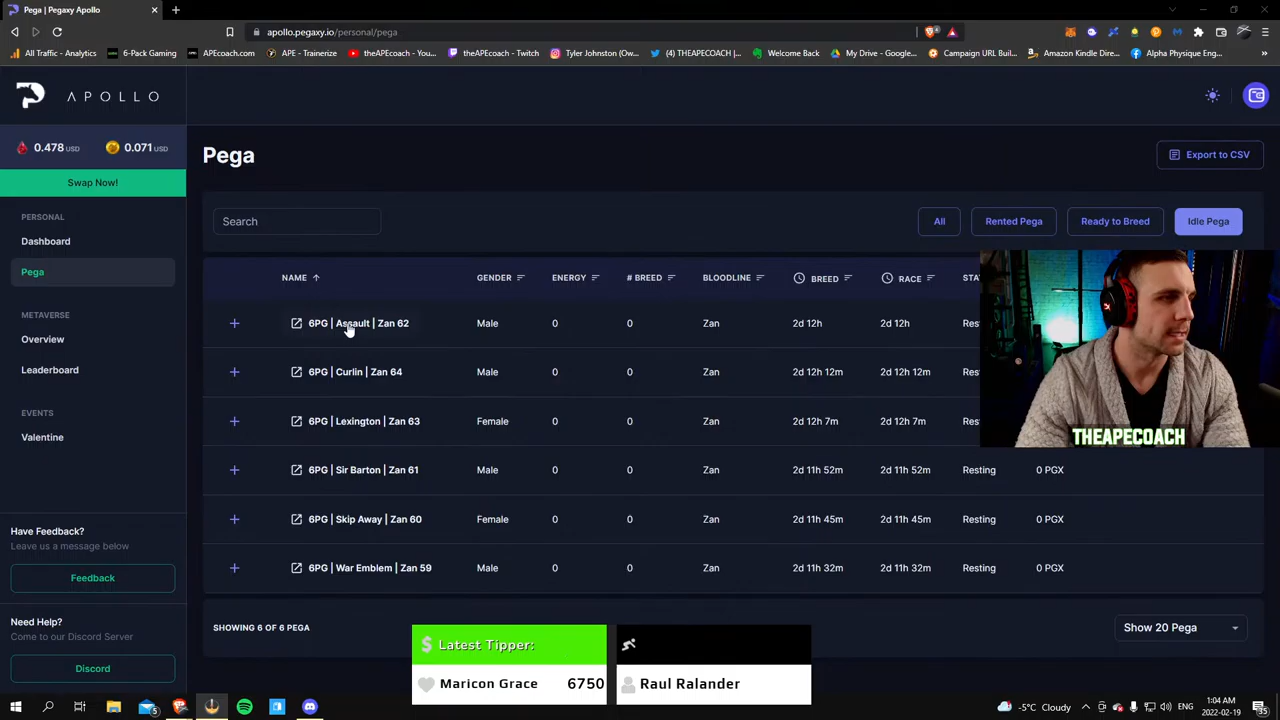 Pega | Pegaxy Apollo
apollo.pegaxy.io/personal/pega
All Traffic - Analytics
6-Pack Gaming
APEcoach.com
APE - Trainerize
theAPEcoach - You...
theAPEcoach - Twitch
Tyler Johnston (Ow...
(4) THEAPECOACH |...
Welcome Back
My Drive - Google...
Campaign URL Buil...
Amazon Kindle Direc...
Alpha Physique Eng...
APOLLO
0.478 USD
0.071 USD
Swap Now!
PERSONAL
Dashboard
Pega
METAVERSE
Overview
Leaderboard
EVENTS
Valentine
Have Feedback?
Leave us a message below
Feedback
Need Help?
Come to our Discord Server
Discord
Pega
Export to CSV
Search
All
Rented Pega
Ready to Breed
Idle Pega
NAME GENDER ENERGY # BREED BLOODLINE BREED RACE
6PG | Assault | Zan 62 Male 0 0 Zan 2d 12h 2d 12h
6PG | Curlin | Zan 64 Male 0 0 Zan 2d 12h 12m 2d 12h 12m
6PG | Lexington | Zan 63 Female 0 0 Zan 2d 12h 7m 2d 12h 7m
6PG | Sir Barton | Zan 61 Male 0 0 Zan 2d 11h 52m 2d 11h 52m Resting 0 PGX
6PG | Skip Away | Zan 60 Female 0 0 Zan 2d 11h 45m 2d 11h 45m Resting 0 PGX
6PG | War Emblem | Zan 59 Male 0 0 Zan 2d 11h 32m 2d 11h 32m Resting 0 PGX
SHOWING 6 OF 6 PEGA
Show 20 Pega
THEAPECOACH
Latest Tipper:
Maricon Grace 6750
Raul Ralander
-5°C Cloudy
ENG
1:04 AM
2022-02-19